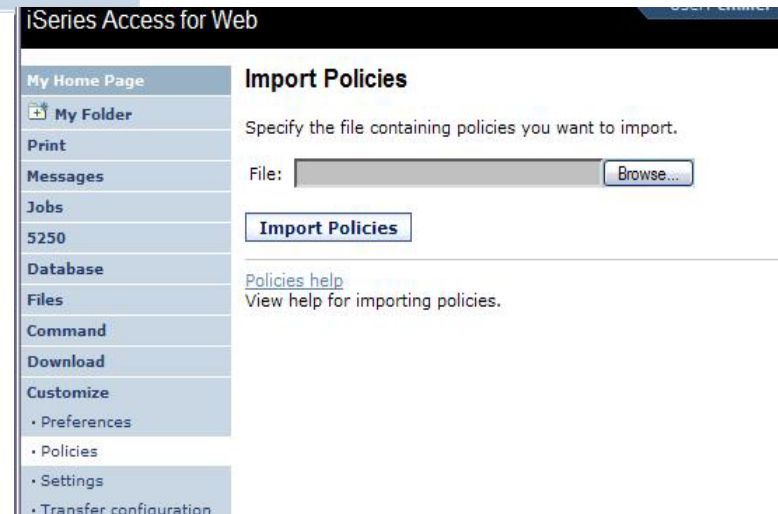 iSeries Access for Web
My Home Page
My Folder
Print
Messages
Jobs
5250
Database
Files
Command
Download
Customize
• Preferences
• Policies
• Settings
• Transfer configuration
Import Policies
Specify the file containing policies you want to import.
File: Browse...
Import Policies
Policies help
View help for importing policies.